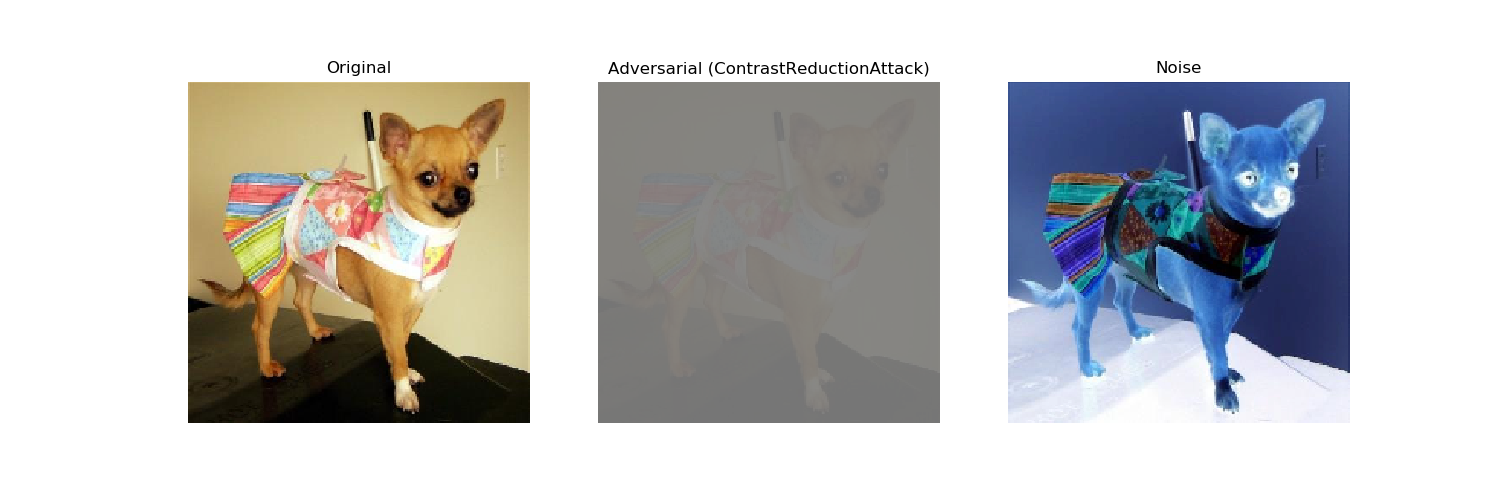 Original
Adversarial (ContrastReductionAttack)
Noise